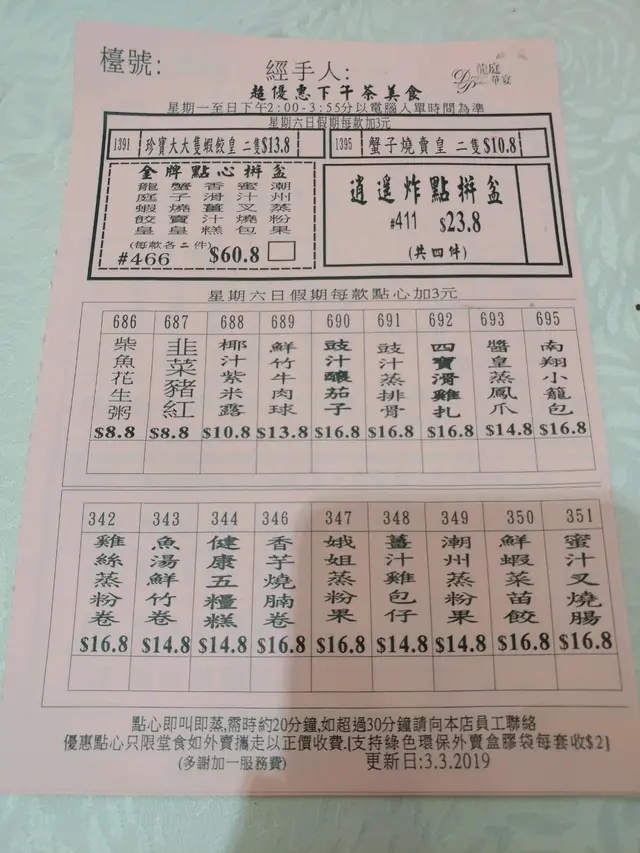 檯號:
經手人:
龍庭
華宴
超優惠下午茶美食
星期一至日下午2:00-3:55分以電腦入單時間為準
星期六日假期每款加3元
1391 珍寶大大隻蝦餃皇 二隻$13.8
1395 蟹子燒賣皇 二隻$10.8
金牌點心拼盆
龍庭蝦餃皇
蟹子燒賣皇
香滑汁薑糕
蜜汁叉燒包
潮州蒸粉果
(每款各二件)
#466 $60.8
逍遥炸點拼盆
#411 $23.8
(共四件)
星期六日假期每款點心加3元
686 687 688 689 690 691 692 693 695
柴魚花生粥
韭菜豬紅
椰汁紫米露
鮮竹牛肉球
豉汁釀茄子
豉汁蒸排骨
四寶滑雞扎
醬皇蒸鳳爪
南翔小籠包
$8.8 $8.8 $10.8 $13.8 $16.8 $16.8 $16.8 $14.8 $16.8
342 343 344 346 347 348 349 350 351
雞絲蒸粉卷
魚湯鮮竹卷
健康五糧糕
香芋燒腩卷
娥姐蒸粉果
薑汁雞包仔
潮州蒸粉果
鮮蝦菜苗餃
蜜汁叉燒腸
$16.8 $14.8 $14.8 $16.8 $16.8 $14.8 $14.8 $16.8 $16.8
點心即叫即蒸,需時約20分鐘,如超過30分鐘請向本店員工聯絡
優惠點心只限堂食如外賣攜走以正價收費.[支持綠色環保外賣盒膠袋每套收$2]
(多謝加一服務費)
更新日:3.3.2019